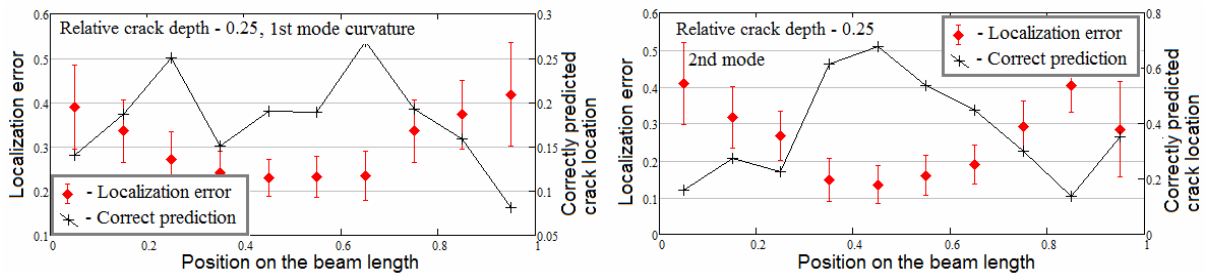 Relative crack depth - 0.25, 1st mode curvature
- Localization error
- Correct prediction
0.6
0.5
0.4
0.3
0.2
0.1
0.3
0.25
0.2
0.15
0.1
0.05
0
0
0.2
0.4
0.6
0.8
1
Localization error
Correctly predicted
crack location
Position on the beam length
Relative crack depth - 0.25
2nd mode
- Localization error
- Correct prediction
0.6
0.5
0.4
0.3
0.2
0.1
0
0.8
0.6
0.4
0.2
0
0
0.2
0.4
0.6
0.8
1
Localization error
Correctly predicted
crack location
Position on the beam length